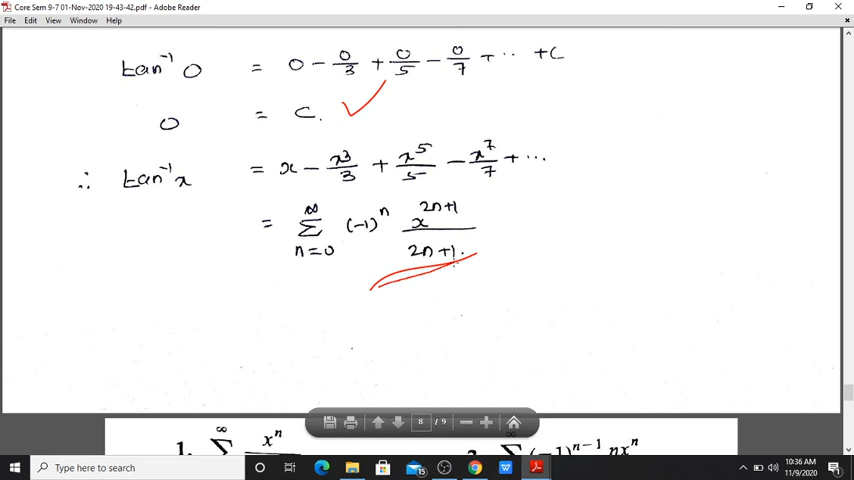 Core Sem 9-7 01-Nov-2020 19-43-42.pdf - Adobe Reader
File Edit View Window Help
tan⁻¹ 0 = 0 - 0/3 + 0/5 - 0/7 + ... + C
0 = C.
∴ tan⁻¹ x = x - x³/3 + x⁵/5 - x⁷/7 + ...
= ∑_{n=0}^{∞} (-1)ⁿ x^{2n+1}/2n+1.
8 / 9
1. ∑^{∞} xⁿ
∑^{∞} (-1)^{n-1} nxⁿ
Type here to search
15
10:36 AM
11/9/2020
1